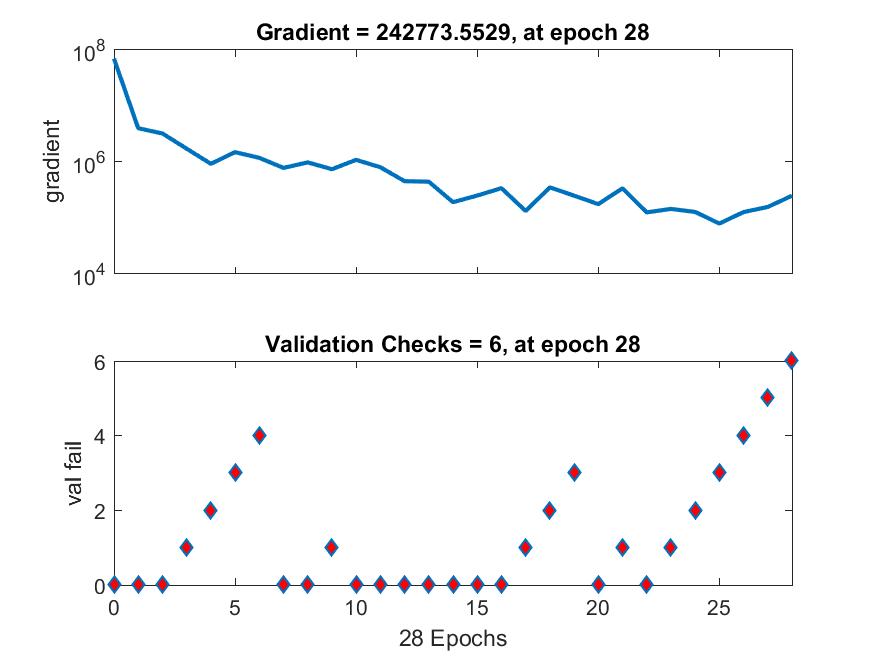 Gradient = 242773.5529, at epoch 28
10^8
gradient
10^6
10^4
Validation Checks = 6, at epoch 28
6
4
val fail
2
0
0 5 10 15 20 25
28 Epochs